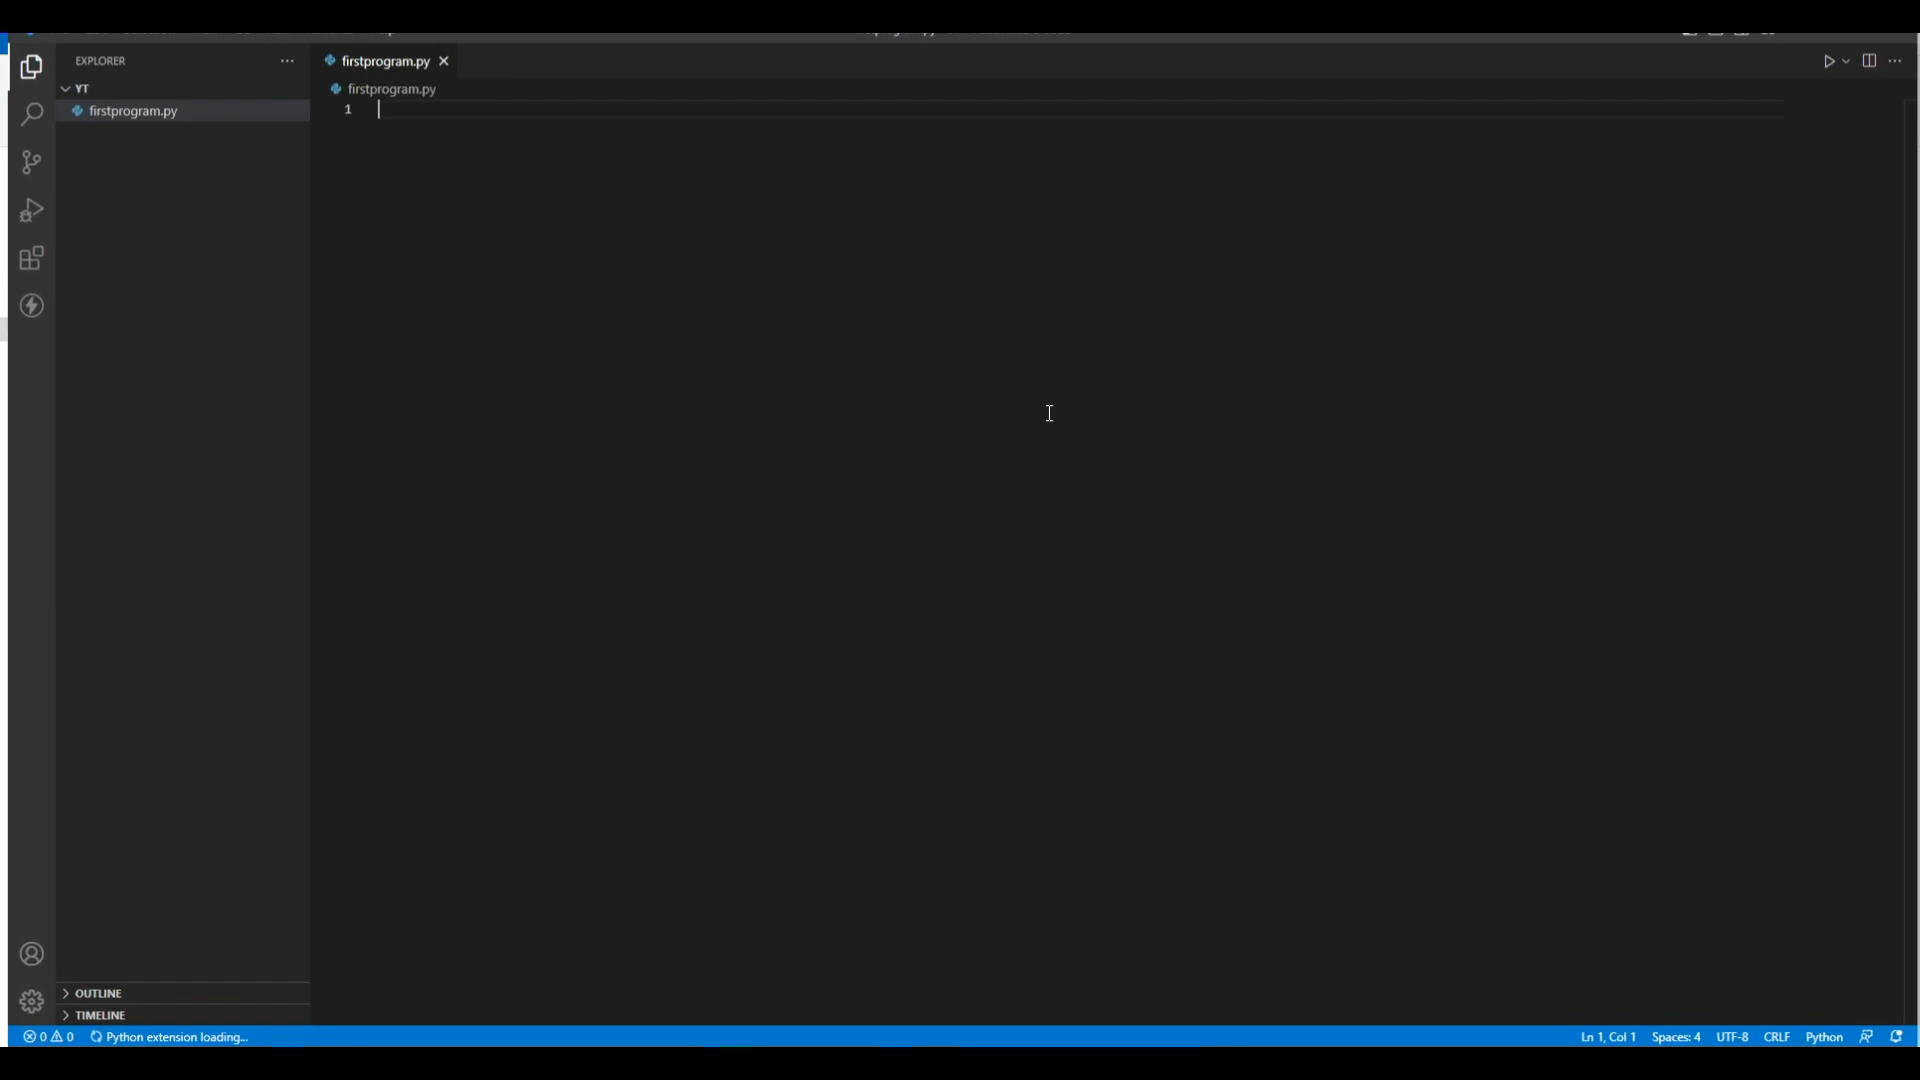 EXPLORER
firstprogram.py
YT
firstprogram.py
firstprogram.py
1
OUTLINE
TIMELINE
0 0 Python extension loading...
Ln 1, Col 1 Spaces: 4 UTF-8 CRLF Python